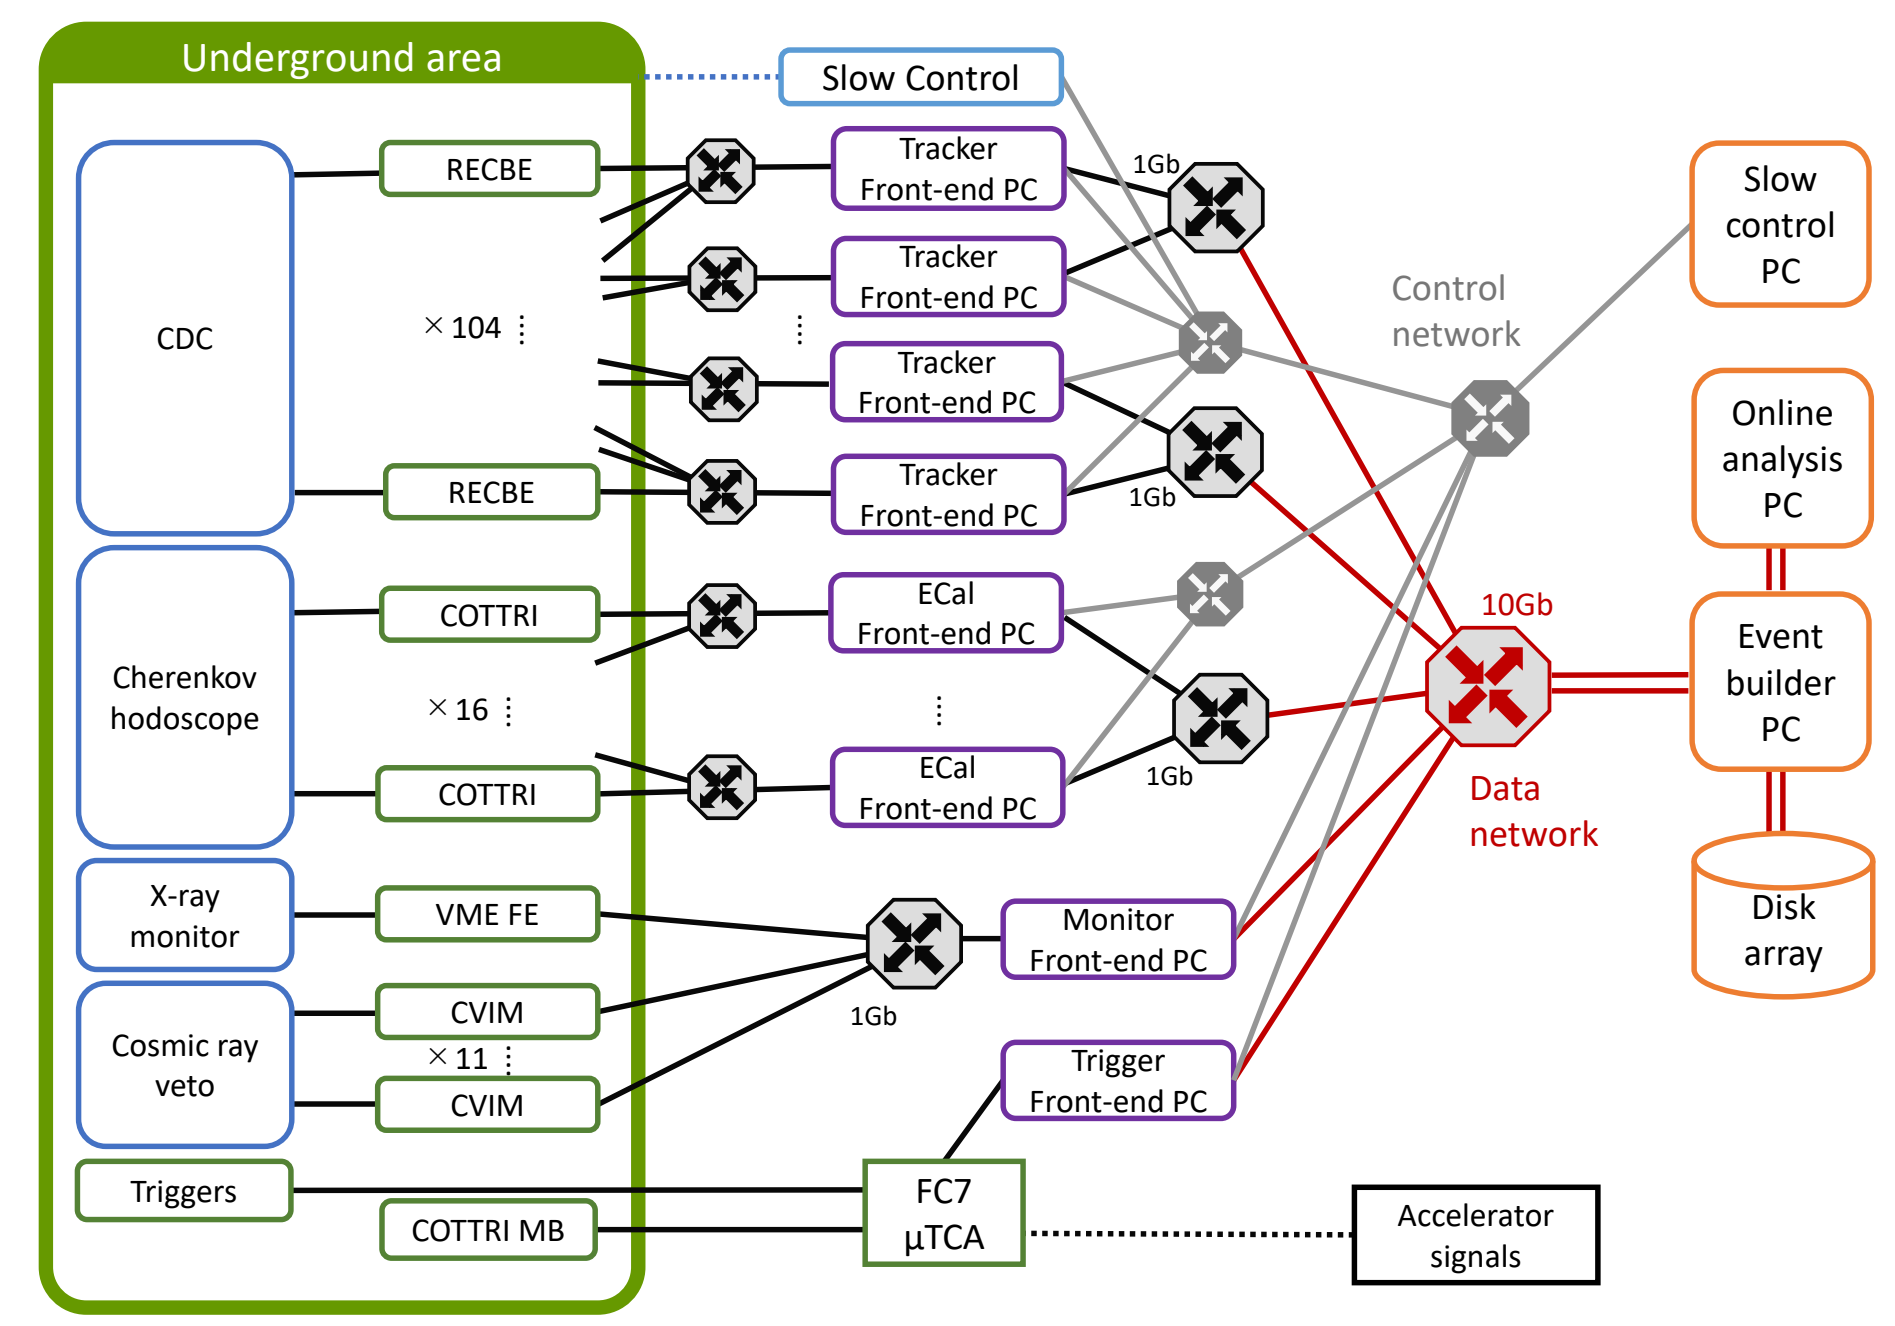 Underground area
Slow Control
CDC
RECBE
× 104
RECBE
Cherenkov
hodoscope
COTTRI
× 16
COTTRI
X-ray
monitor
VME FE
Cosmic ray
veto
CVIM
× 11
CVIM
Triggers
COTTRI MB
Tracker
Front-end PC
Tracker
Front-end PC
Tracker
Front-end PC
Tracker
Front-end PC
ECal
Front-end PC
ECal
Front-end PC
1Gb
Monitor
Front-end PC
Trigger
Front-end PC
FC7
µTCA
1Gb
1Gb
1Gb
Control
network
10Gb
Data
network
Accelerator
signals
Slow
control
PC
Online
analysis
PC
Event
builder
PC
Disk
array